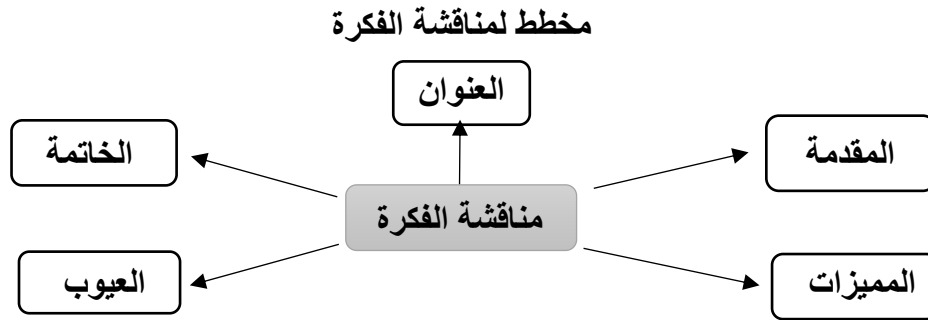 مخطط لمناقشة الفكرة
العنوان
المقدمة
الخاتمة
مناقشة الفكرة
المميزات
العيوب